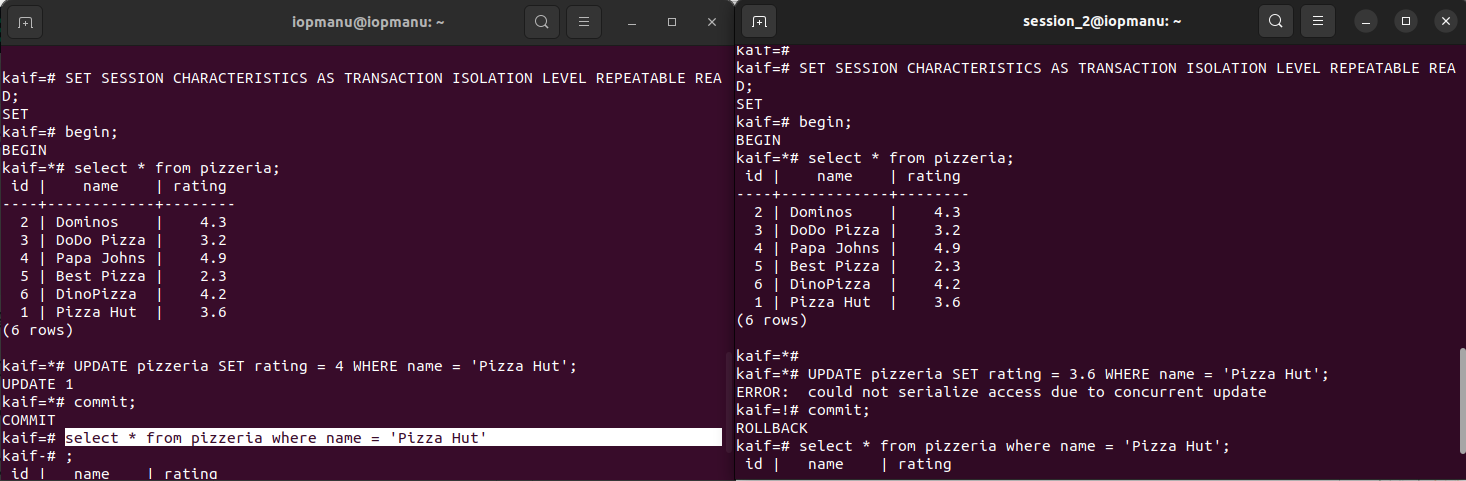 iopmanu@iopmanu: ~
kaif=# SET SESSION CHARACTERISTICS AS TRANSACTION ISOLATION LEVEL REPEATABLE REA
D;
SET
kaif=# begin;
BEGIN
kaif=*# select * from pizzeria;
 id |    name    | rating
----+------------+--------
  2 | Dominos    |    4.3
  3 | DoDo Pizza |    3.2
  4 | Papa Johns |    4.9
  5 | Best Pizza |    2.3
  6 | DinoPizza  |    4.2
  1 | Pizza Hut  |    3.6
(6 rows)
kaif=*# UPDATE pizzeria SET rating = 4 WHERE name = 'Pizza Hut';
UPDATE 1
kaif=*# commit;
COMMIT
kaif=# select * from pizzeria where name = 'Pizza Hut'
kaif-# ;
 id |   name    | rating
session_2@iopmanu: ~
kaif=#
kaif=# SET SESSION CHARACTERISTICS AS TRANSACTION ISOLATION LEVEL REPEATABLE REA
D;
SET
kaif=# begin;
BEGIN
kaif=*# select * from pizzeria;
 id |    name    | rating
----+------------+--------
  2 | Dominos    |    4.3
  3 | DoDo Pizza |    3.2
  4 | Papa Johns |    4.9
  5 | Best Pizza |    2.3
  6 | DinoPizza  |    4.2
  1 | Pizza Hut  |    3.6
(6 rows)
kaif=*#
kaif=*# UPDATE pizzeria SET rating = 3.6 WHERE name = 'Pizza Hut';
ERROR:  could not serialize access due to concurrent update
kaif=!# commit;
ROLLBACK
kaif=# select * from pizzeria where name = 'Pizza Hut';
 id |   name    | rating